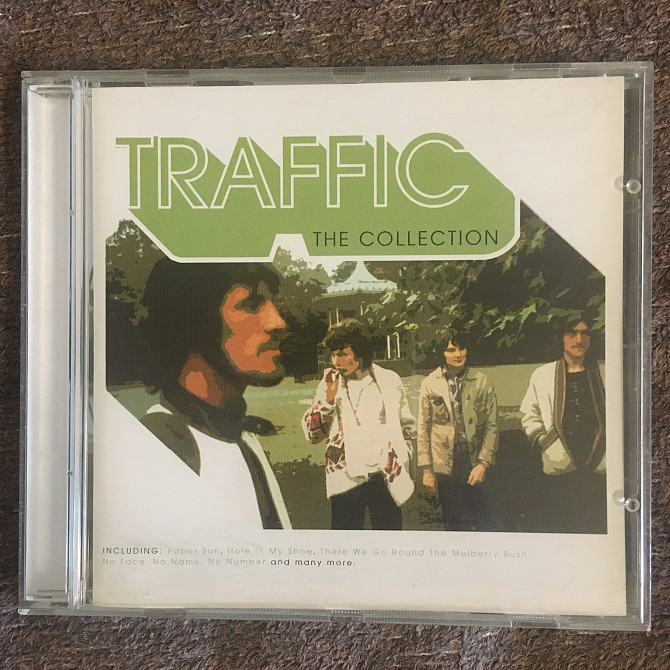 TRAFFIC
THE COLLECTION
INCLUDING: Paper Sun, Hole In My Shoe, There We Go Round The Mulberry Bush
No Face, No Name, No Number and many more.